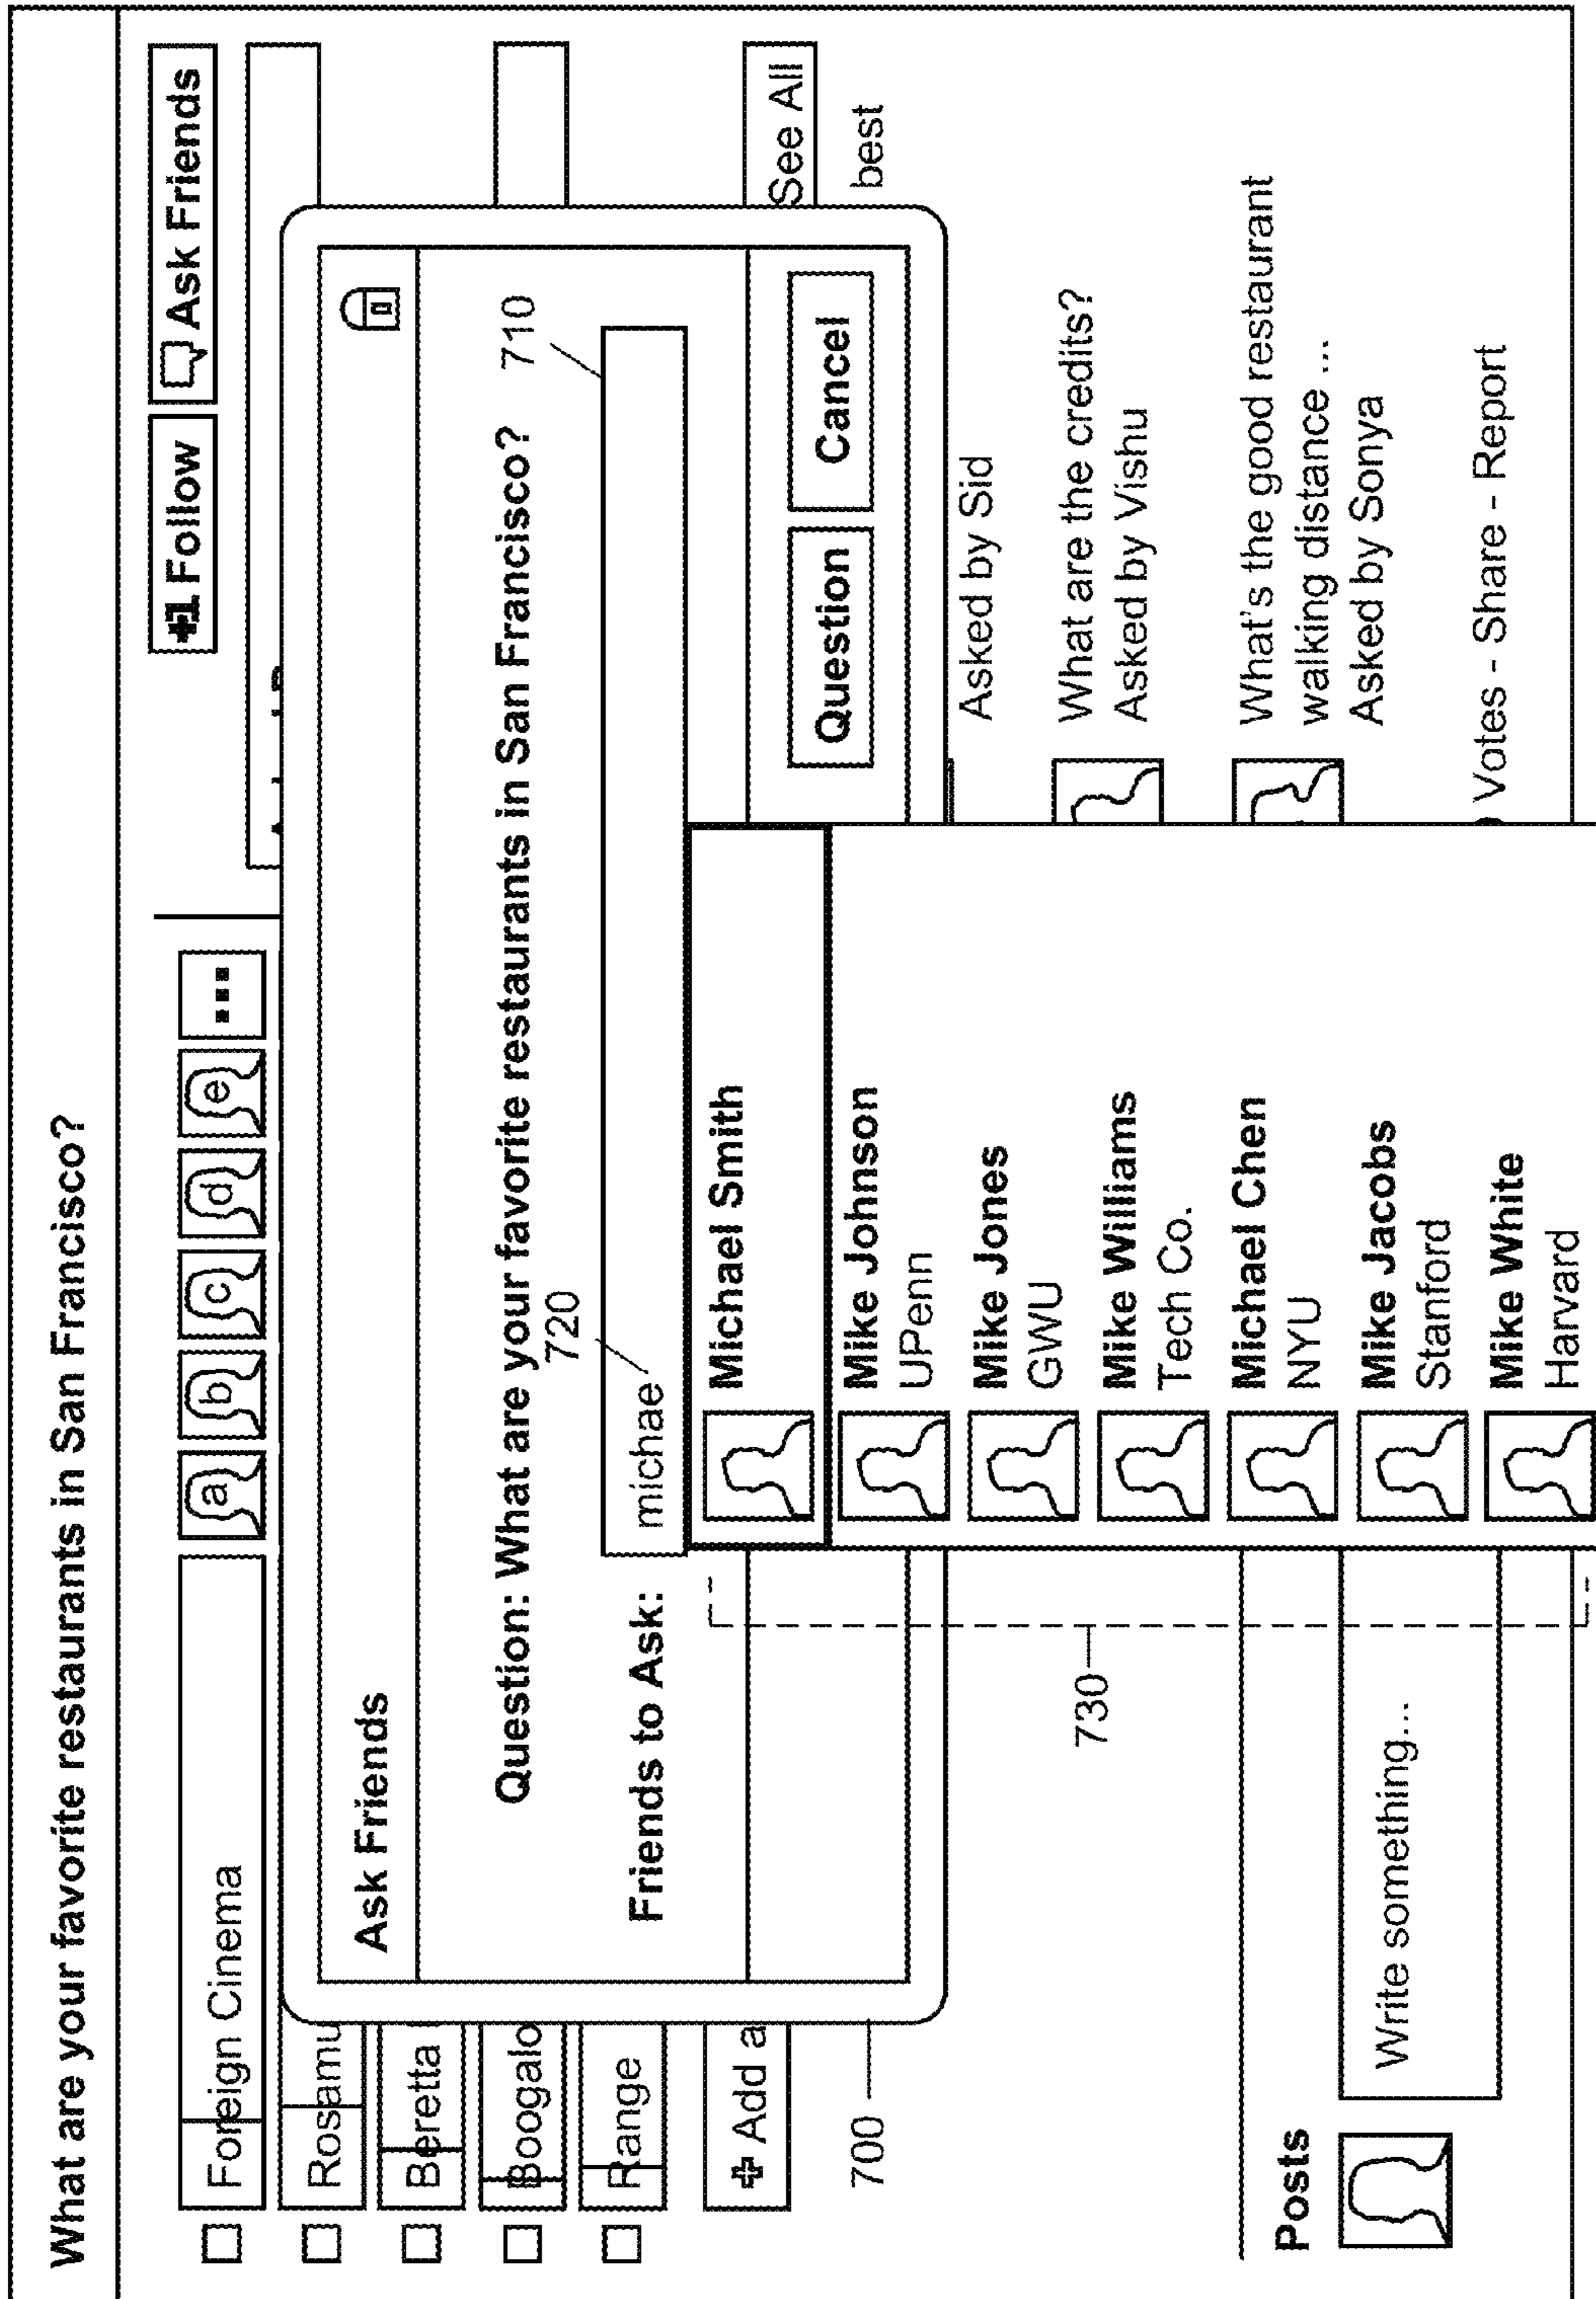 What are your favorite restaurants in San Francisco?
+1 Follow
Ask Friends
Foreign Cinema
a
b
c
d
e
...
Rosamu
Beretta
Boogalo
Range
Add a
See All
best
Ask Friends
Question: What are your favorite restaurants in San Francisco?
710
720
Friends to Ask:
michae
Question
Cancel
700
730
Michael Smith
Mike Johnson
UPenn
Mike Jones
GWU
Mike Williams
Tech Co.
Michael Chen
NYU
Mike Jacobs
Stanford
Mike White
Harvard
Asked by Sid
What are the credits?
Asked by Vishu
What's the good restaurant
walking distance ...
Asked by Sonya
Votes - Share - Report
Posts
Write something...